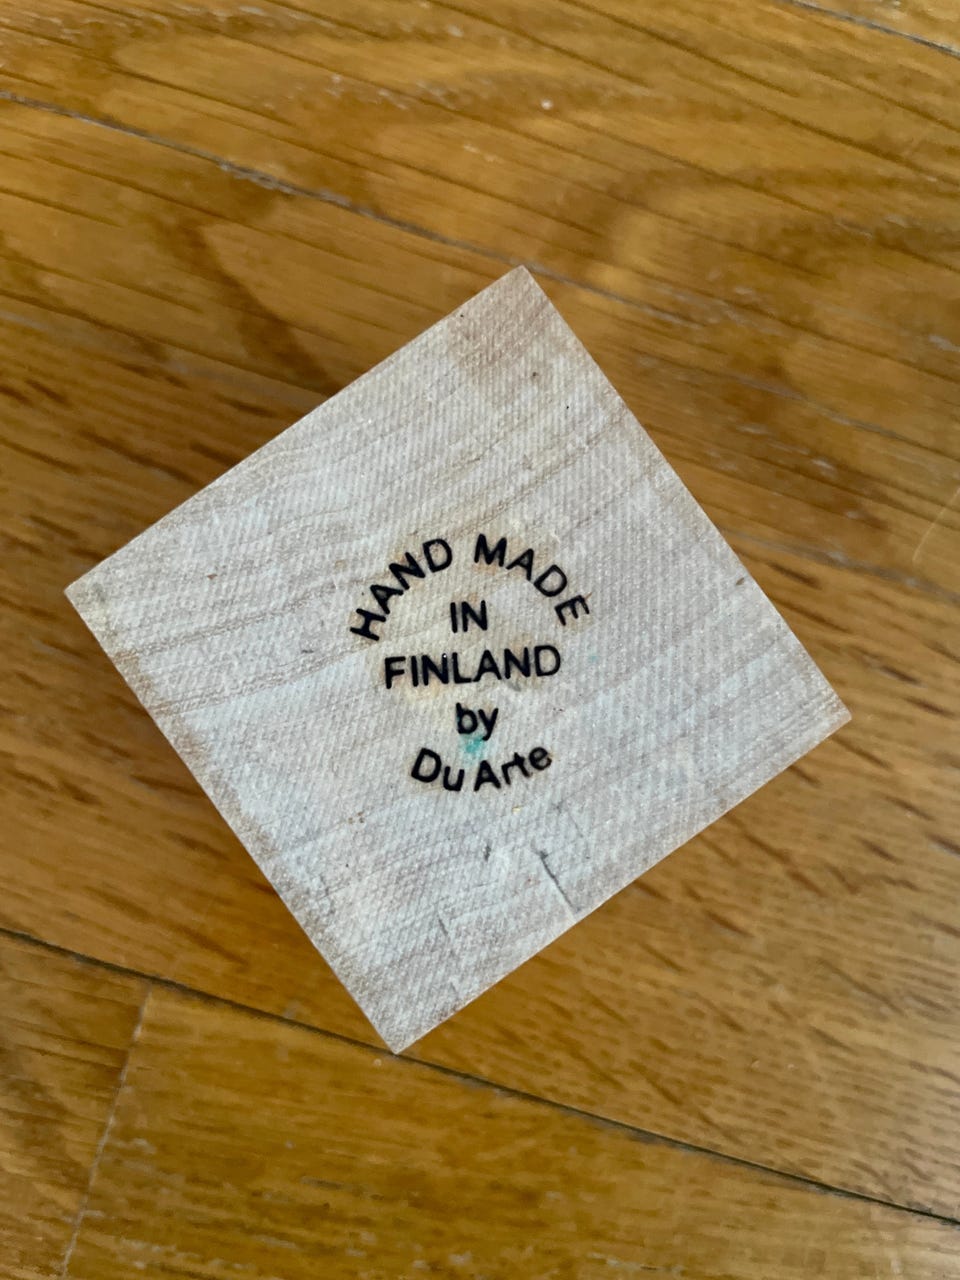 HAND MADE
IN
FINLAND
by
Du Arte